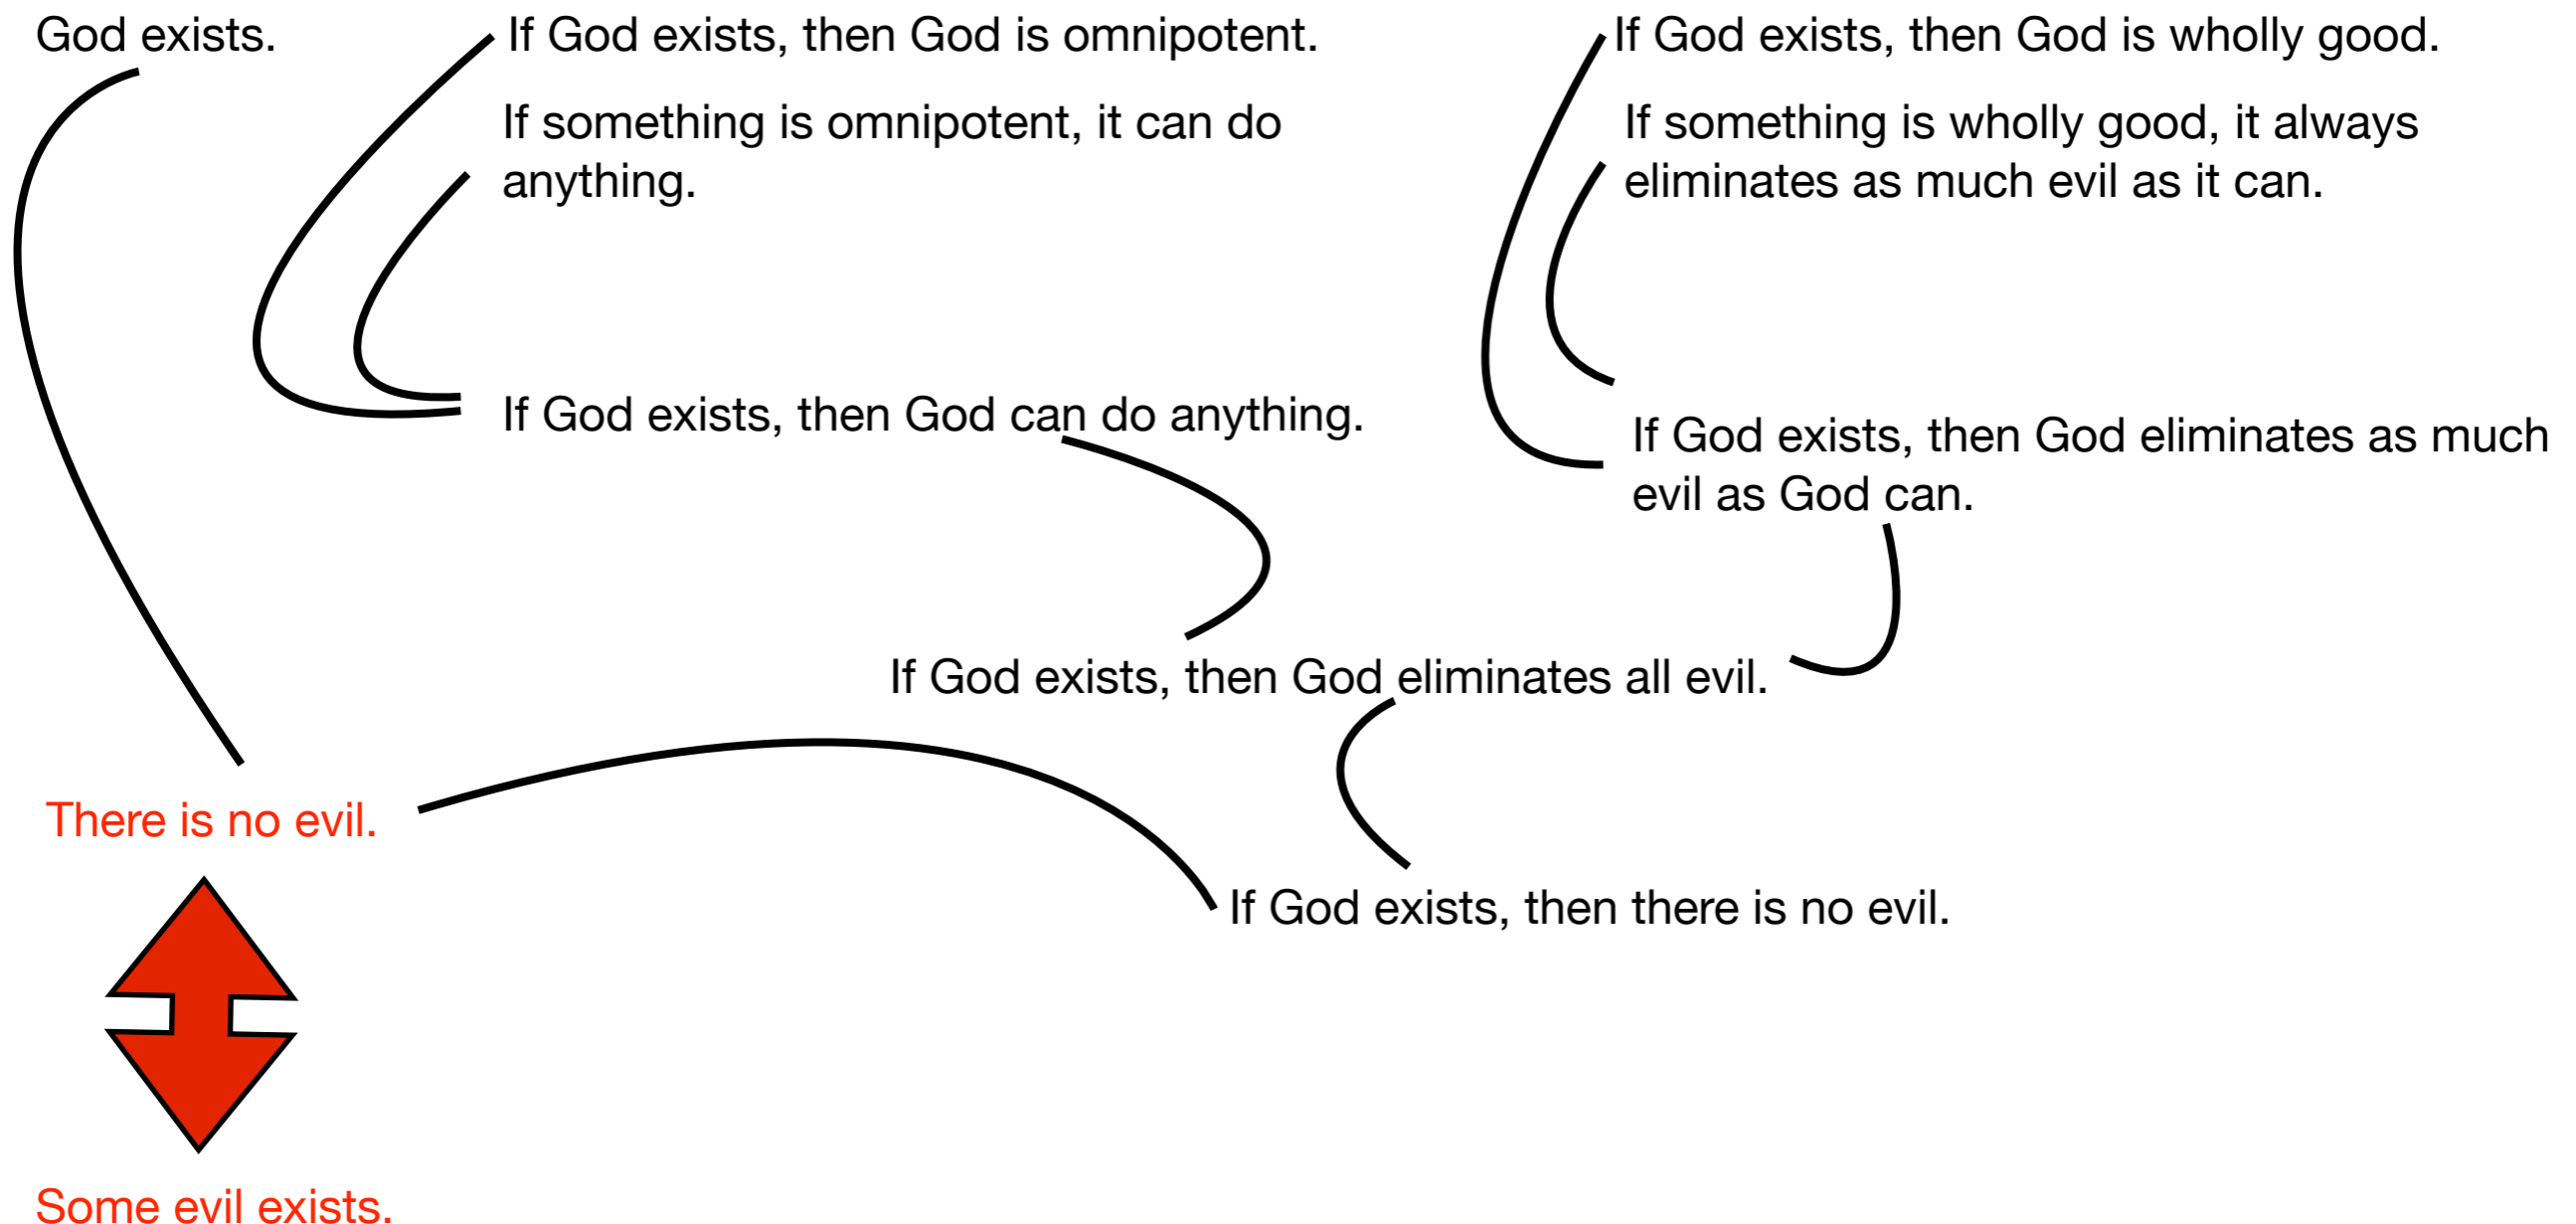 God exists.
If God exists, then God is omnipotent.
If God exists, then God is wholly good.
If something is omnipotent, it can do
anything.
If something is wholly good, it always
eliminates as much evil as it can.
If God exists, then God can do anything.
If God exists, then God eliminates as much
evil as God can.
If God exists, then God eliminates all evil.
There is no evil.
If God exists, then there is no evil.
Some evil exists.